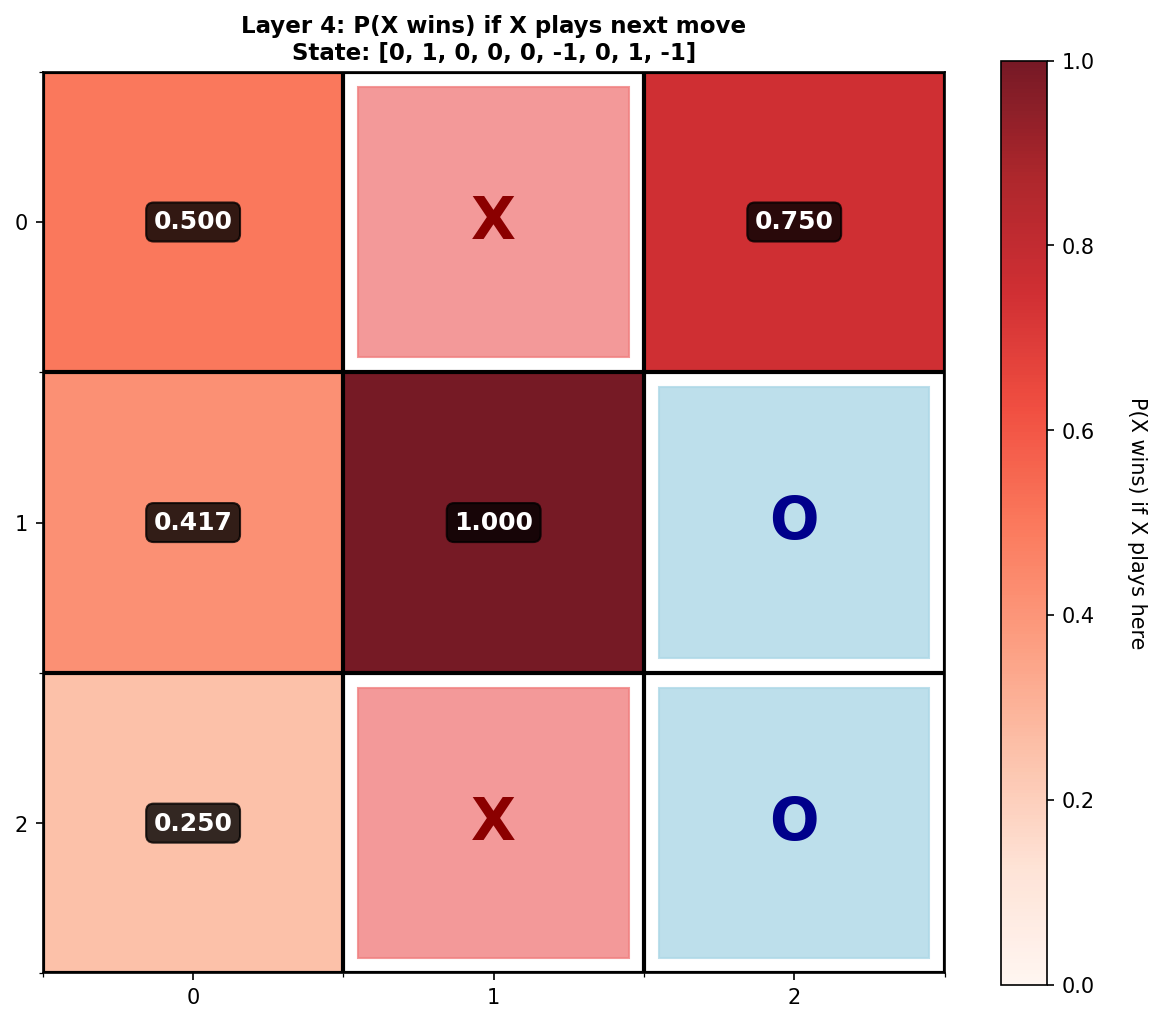 Layer 4: P(X wins) if X plays next move
State: [0, 1, 0, 0, 0, -1, 0, 1, -1]
0
0.500
X
0.750
1
0.417
1.000
O
2
0.250
X
O
0
1
2
1.0
0.8
0.6
0.4
0.2
0.0
P(X wins) if X plays here